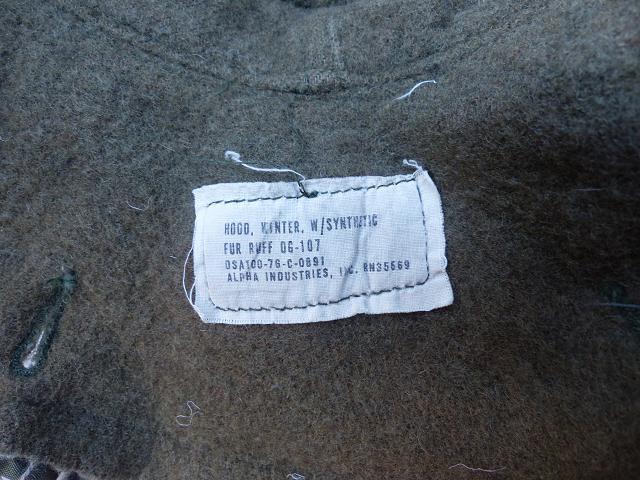 HOOD, WINTER, W/SYNTHETIC
FUR RUFF OG-107
DSA100-76-C-0891
ALPHA INDUSTRIES, INC. RN35569